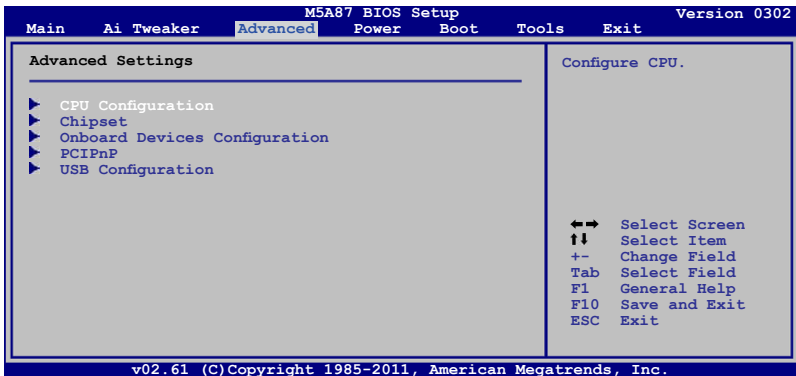 M5A87 BIOS Setup Version 0302
Main Ai Tweaker Advanced Power Boot Tools Exit
Advanced Settings
CPU Configuration
Chipset
Onboard Devices Configuration
PCIPnP
USB Configuration
Configure CPU.
←→ Select Screen
↑↓ Select Item
+- Change Field
Tab Select Field
F1 General Help
F10 Save and Exit
ESC Exit
v02.61 (C)Copyright 1985-2011, American Megatrends, Inc.